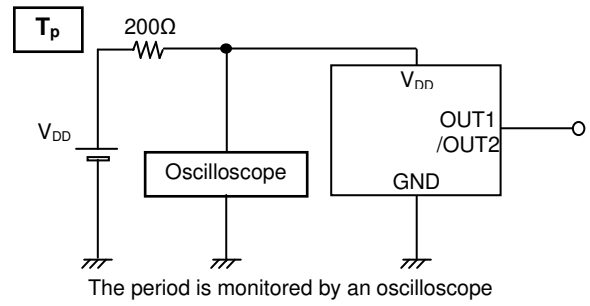 Tp
200Ω
VDD
VDD
OUT1
/OUT2
Oscilloscope
GND
The period is monitored by an oscilloscope